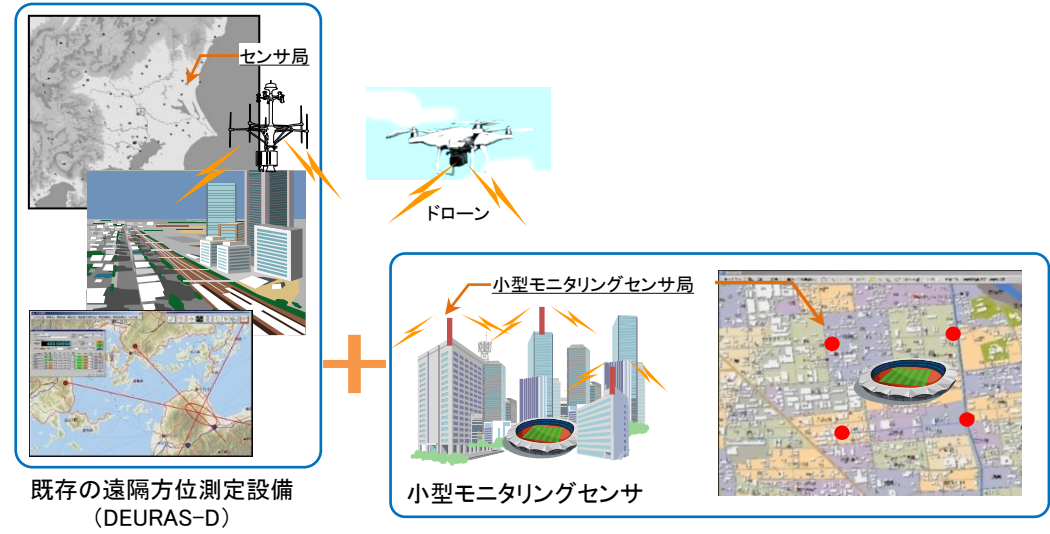 センサ局
ドローン
小型モニタリングセンサ局
既存の遠隔方位測定設備
（DEURAS-D）
小型モニタリングセンサ